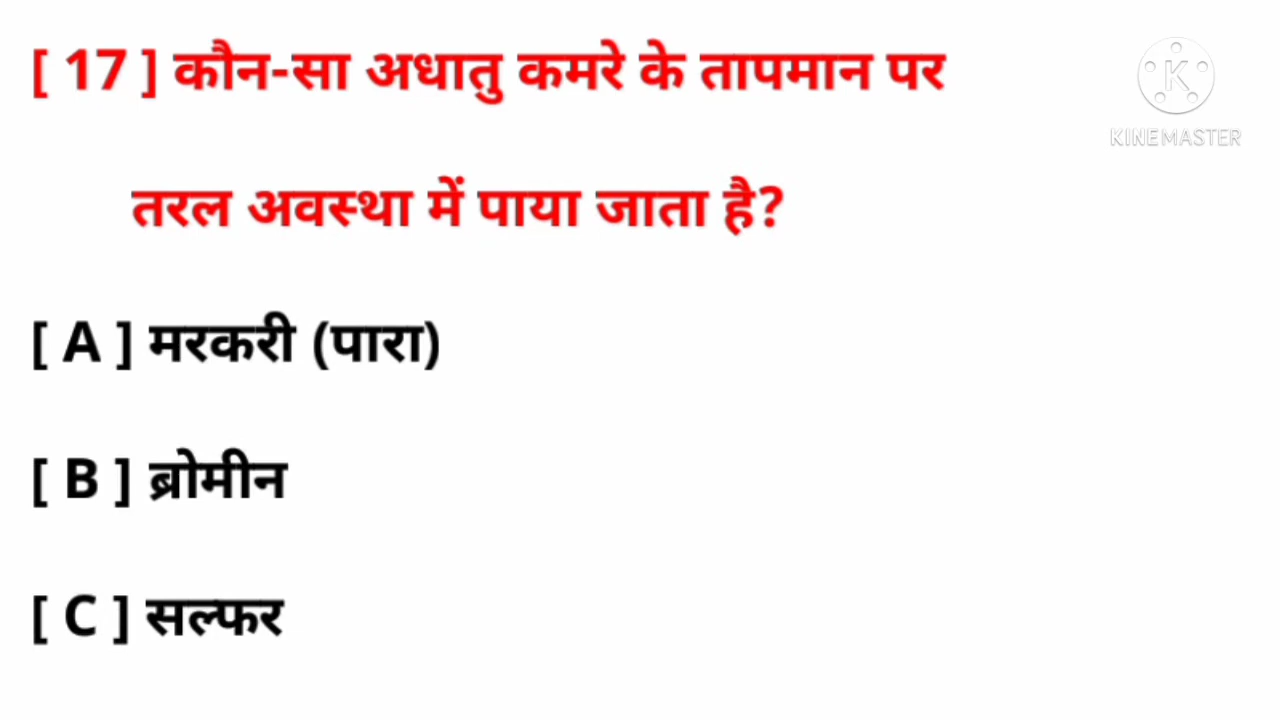 [ 17 ] कौन-सा अधातु कमरे के तापमान पर
तरल अवस्था में पाया जाता है?
[ A ] मरकरी (पारा)
[ B ] ब्रोमीन
[ C ] सल्फर
K
KINEMASTER